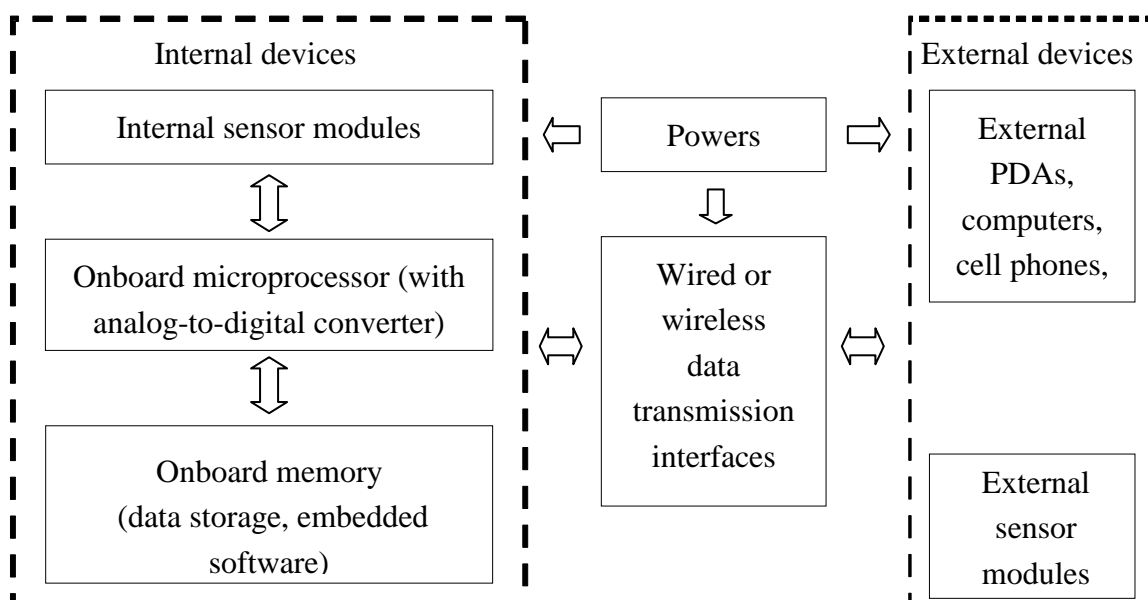 Internal devices
Internal sensor modules
Onboard microprocessor (with
analog-to-digital converter)
Onboard memory
(data storage, embedded
software)
Powers
Wired or
wireless
data
transmission
interfaces
External devices
External
PDAs,
computers,
cell phones,
External
sensor
modules